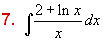 7. ∫ (2 + ln x)/x dx